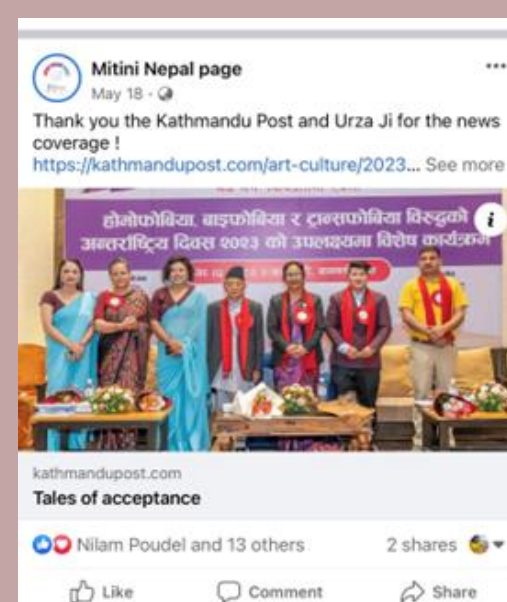 Mitini Nepal page
May 18
Thank you the Kathmandu Post and Urza Ji for the news
coverage !
https://kathmandupost.com/art-culture/2023... See more
होमोफोबिया, बाइफोबिया र ट्रान्सफोबिया विरुद्धको
अन्तर्राष्ट्रिय दिवस २०२३ को उपलक्ष्यमा विशेष कार्यक्रम
kathmandupost.com
Tales of acceptance
Nilam Poudel and 13 others 2 shares
Like Comment Share